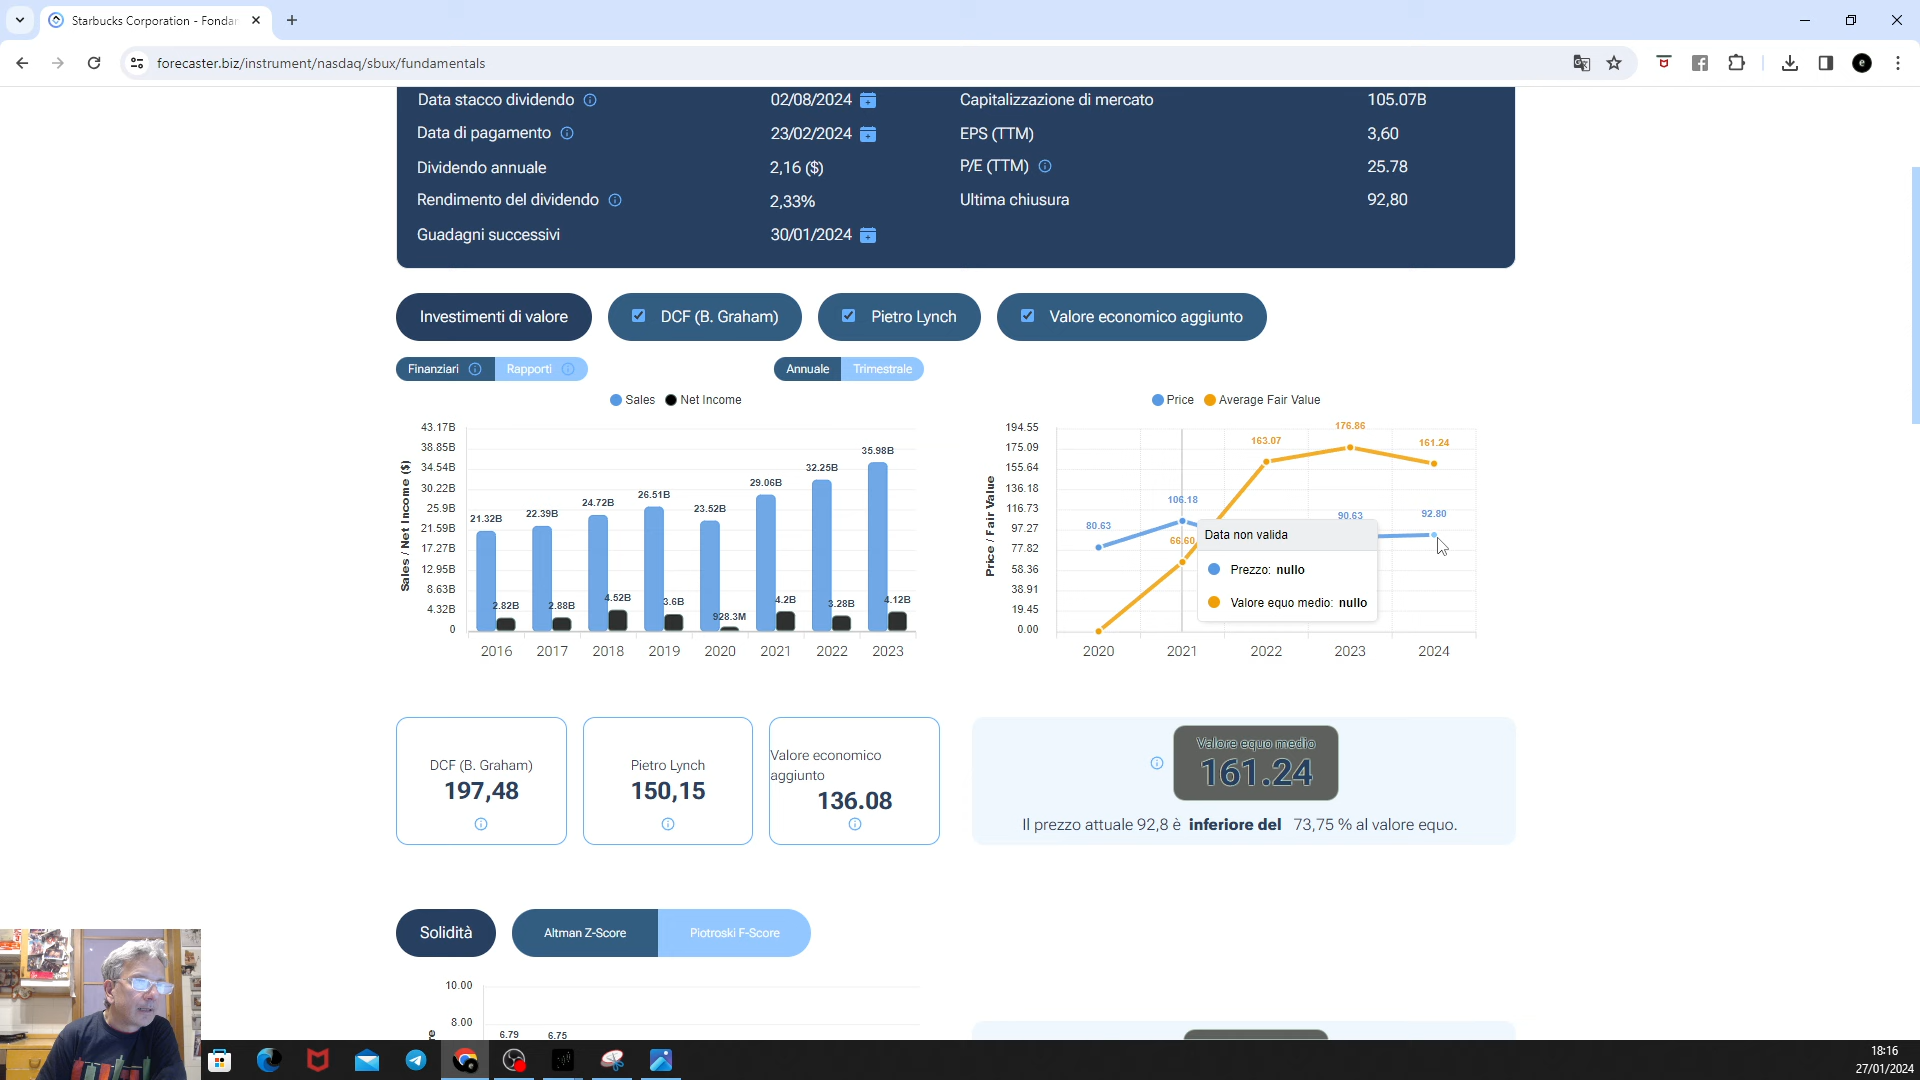 Starbucks Corporation - Fondar
forecaster.biz/instrument/nasdaq/sbux/fundamentals
Data stacco dividendo 02/08/2024 Capitalizzazione di mercato 105.07B
Data di pagamento 23/02/2024 EPS (TTM) 3,60
Dividendo annuale 2,16 ($) P/E (TTM) 25.78
Rendimento del dividendo 2,33% Ultima chiusura 92,80
Guadagni successivi 30/01/2024
Investimenti di valore DCF (B. Graham) Pietro Lynch Valore economico aggiunto
Finanziari Rapporti Annuale Trimestrale
Sales Net Income
Sales / Net Income ($)
43.17B
38.85B
34.54B
30.22B
25.9B
21.59B
17.27B
12.95B
8.63B
4.32B
0
21.32B 22.39B 24.72B 26.51B 23.52B 29.06B 32.25B 35.98B
2.82B 2.88B 4.52B 3.6B 928.3M 4.2B 3.28B 4.12B
2016 2017 2018 2019 2020 2021 2022 2023
Price Average Fair Value
Price / Fair Value
194.55
175.09
155.64
136.18
116.73
97.27
77.82
58.36
38.91
19.45
0.00
163.07 176.86 161.24
80.63 106.18 90.63 92.80
66.60
Data non valida
Prezzo: nullo
Valore equo medio: nullo
2020 2021 2022 2023 2024
DCF (B. Graham)
197,48
Pietro Lynch
150,15
Valore economico
aggiunto
136.08
Valore equo medio
161.24
Il prezzo attuale 92,8 è inferiore del 73,75 % al valore equo.
Solidità Altman Z-Score Piotroski F-Score
10.00
8.00
6.79 6.75
18:16
27/01/2024